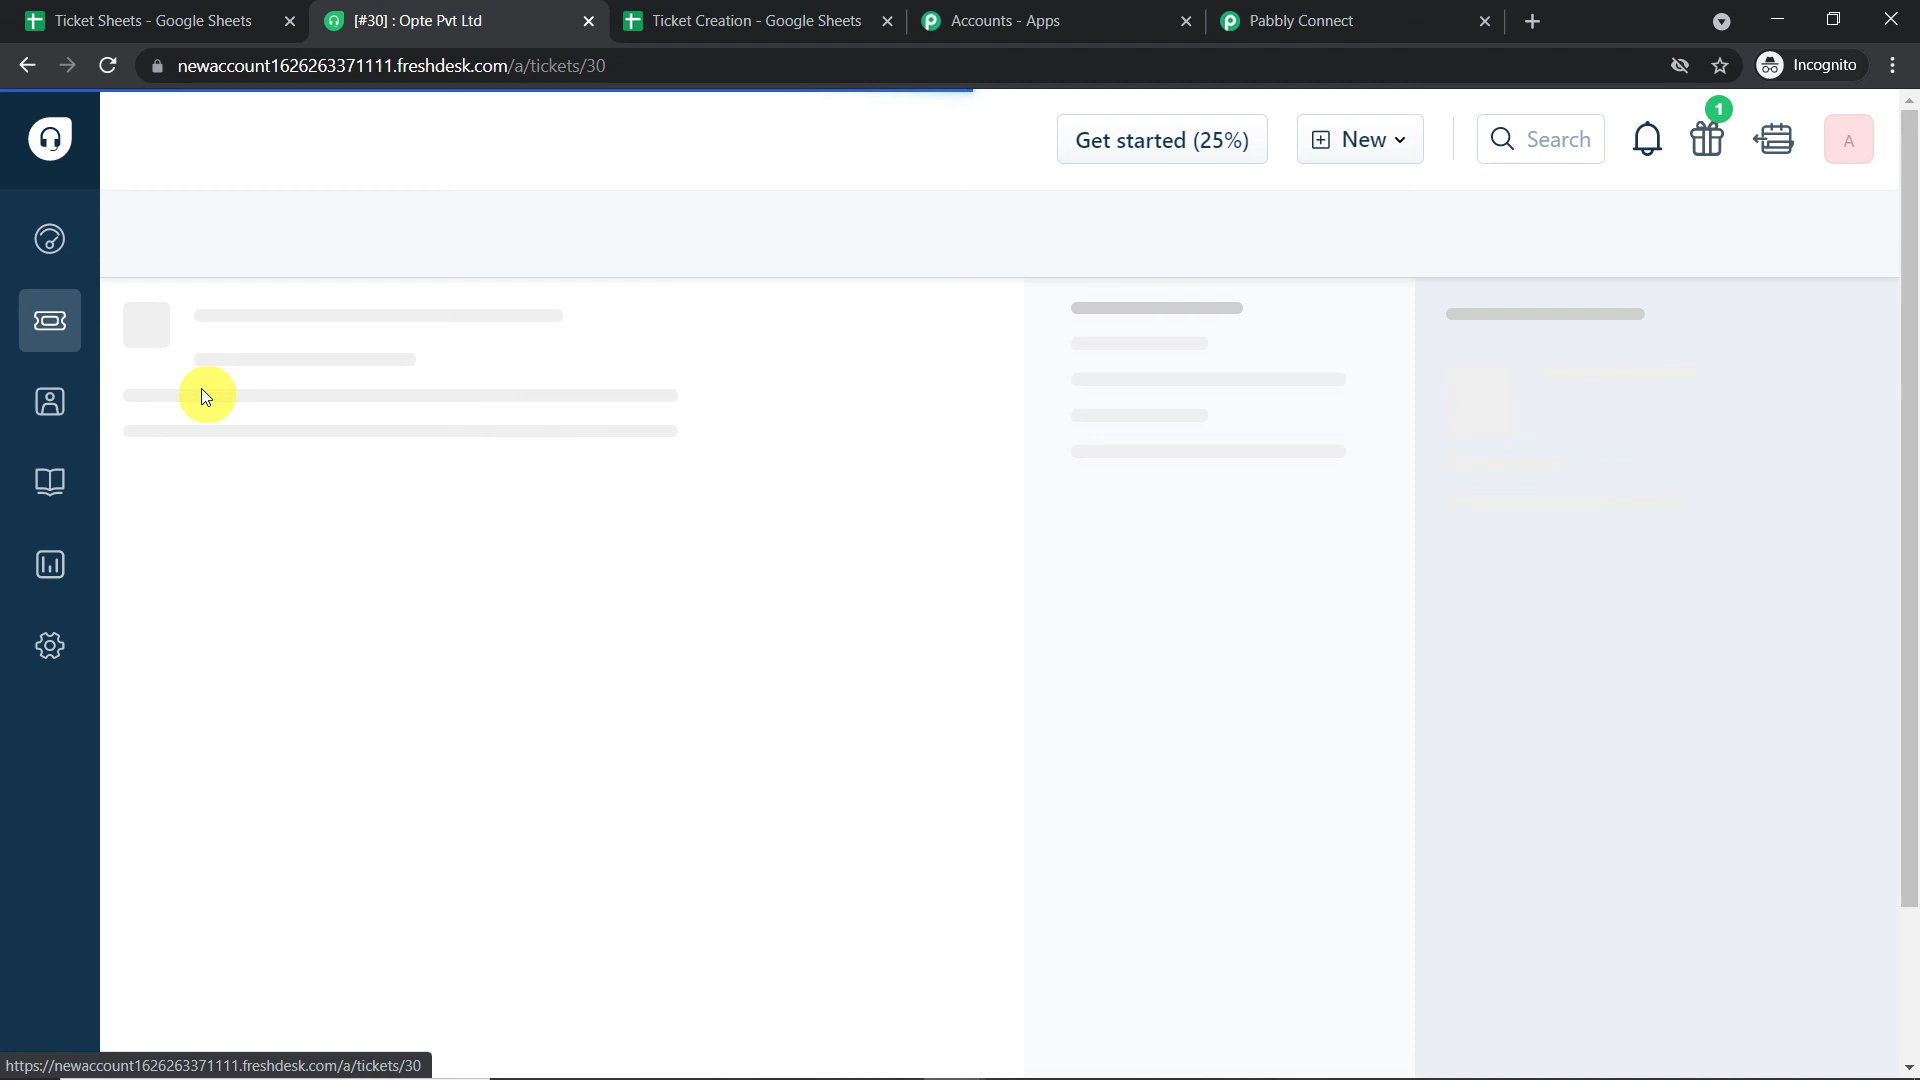 Ticket Sheets - Google Sheets
[#30] : Opte Pvt Ltd
Ticket Creation - Google Sheets
Accounts - Apps
Pabbly Connect
newaccount1626263371111.freshdesk.com/a/tickets/30
Incognito
Get started (25%)
New
Search
1
A
https://newaccount1626263371111.freshdesk.com/a/tickets/30